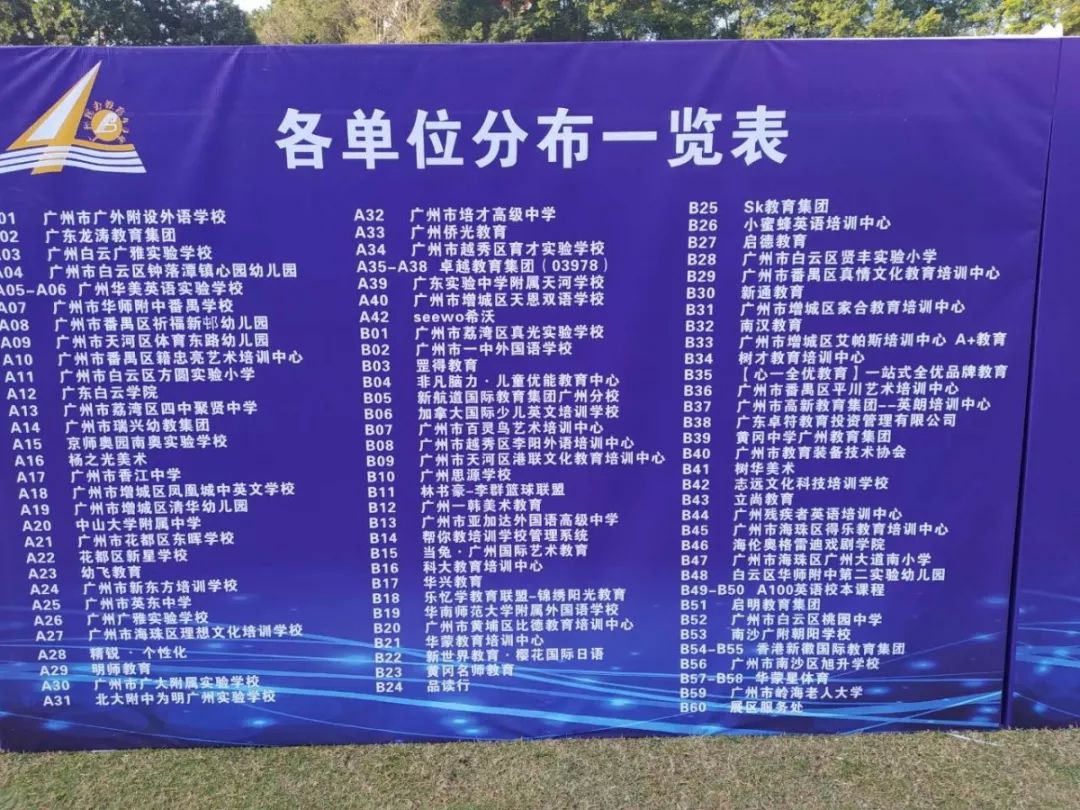 各单位分布一览表
01 广州市广外附设外语学校
02 广东龙涛教育集团
A03 广州白云广雅实验学校
A04 广州市白云区钟落潭镇心园幼儿园
A05-A06 广州华美英语实验学校
A07 广州市华师附中番禺学校
A08 广州市番禺区祈福新邨幼儿园
A09 广州市天河区体育东路幼儿园
A10 广州市番禺区籍忠亮艺术培训中心
A11 广州市白云区方圆实验小学
A12 广东白云学院
A13 广州市荔湾区四中聚贤中学
A14 广州市瑞兴幼教集团
A15 京师奥园南奥实验学校
A16 杨之光美术
A17 广州市香江中学
A18 广州市增城区凤凰城中英文学校
A19 广州市增城区清华幼儿园
A20 中山大学附属中学
A21 广州市花都区东晖学校
A22 花都区新星学校
A23 幼飞教育
A24 广州市新东方培训学校
A25 广州市英东中学
A26 广州广雅实验学校
A27 广州市海珠区理想文化培训学校
A28 精锐·个性化
A29 明师教育
A30 广州市广大附属实验学校
A31 北大附中为明广州实验学校
A32 广州市培才高级中学
A33 广州侨光教育
A34 广州市越秀区育才实验学校
A35-A38 卓越教育集团（03978）
A39 广东实验中学附属天河学校
A40 广州市增城区天恩双语学校
A42 seewo希沃
B01 广州市荔湾区真光实验学校
B02 广州市一中外国语学校
B03 罡得教育
B04 非凡脑力·儿童优能教育中心
B05 新航道国际教育集团广州分校
B06 加拿大国际少儿英文培训学校
B07 广州市百灵鸟艺术培训中心
B08 广州市越秀区李阳外语培训中心
B09 广州市天河区港联文化教育培训中心
B10 广州思源学校
B11 林书豪-李群篮球联盟
B12 广州一韩美术教育
B13 广州市亚加达外国语高级中学
B14 帮你教培训学校管理系统
B15 当兔·广州国际艺术教育
B16 科大教育培训中心
B17 华兴教育
B18 乐忆学教育联盟-锦绣阳光教育
B19 华南师范大学附属外国语学校
B20 广州市黄埔区比德教育培训中心
B21 华蒙教育培训中心
B22 新世界教育·樱花国际日语
B23 黄冈名师教育
B24 品读行
B25 Sk教育集团
B26 小蜜蜂英语培训中心
B27 启德教育
B28 广州市白云区贤丰实验小学
B29 广州市番禺区真情文化教育培训中心
B30 新通教育
B31 广州市增城区家合教育培训中心
B32 南汉教育
B33 广州市增城区艾帕斯培训中心 A+教育
B34 树才教育培训中心
B35 【心一全优教育】一站式全优品牌教育
B36 广州市番禺区平川艺术培训中心
B37 广州市高新教育集团--英朗培训中心
B38 广东卓符教育投资管理有限公司
B39 黄冈中学广州教育集团
B40 广州市教育装备技术协会
B41 树华美术
B42 志远文化科技培训学校
B43 立尚教育
B44 广州残疾者英语培训中心
B45 广州市海珠区得乐教育培训中心
B46 海伦奥格雷迪戏剧学院
B47 广州市海珠区广州大道南小学
B48 白云区华师附中第二实验幼儿园
B49-B50 A100英语校本课程
B51 启明教育集团
B52 广州市白云区桃园中学
B53 南沙广附朝阳学校
B54-B55 香港新徽国际教育集团
B56 广州市南沙区旭升学校
B57-B58 华蒙星体育
B59 广州市岭海老人大学
B60 展区服务处